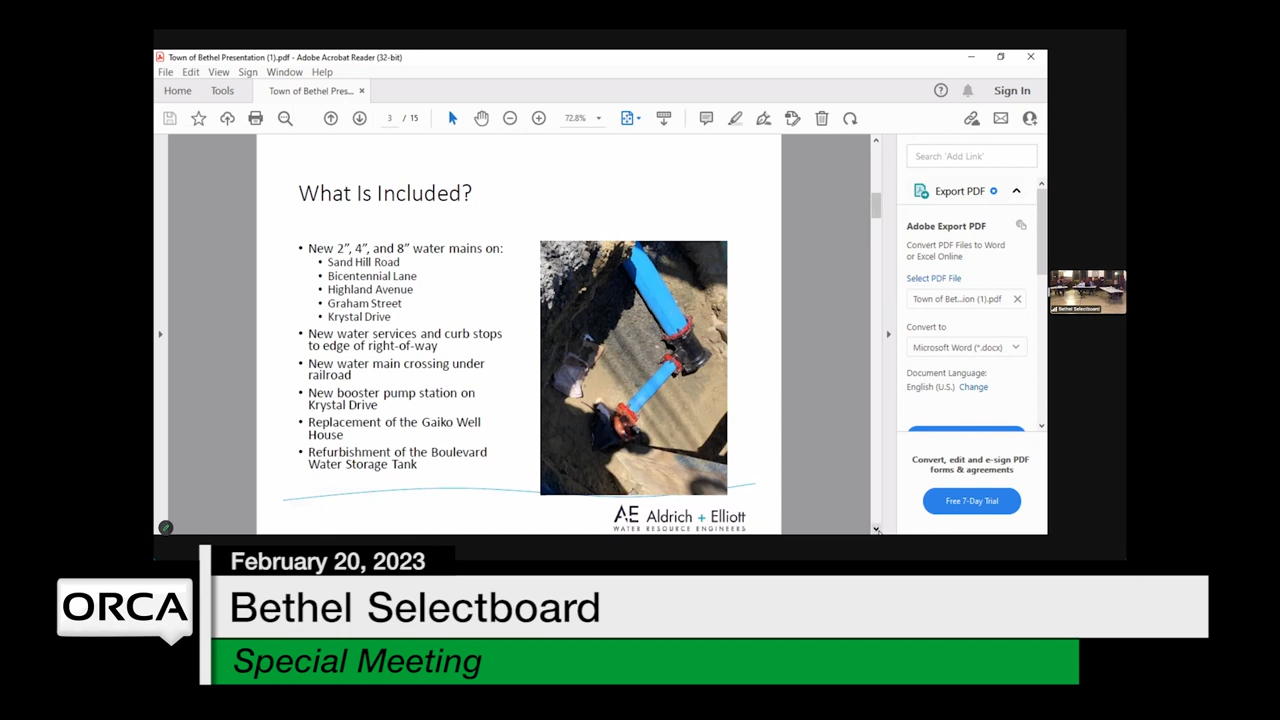 Town of Bethel Presentation (1).pdf - Adobe Acrobat Reader (32-bit)
File Edit View Sign Window Help
Home Tools Town of Bethel Pres... × Sign In
3 / 15 72.8%
Search 'Add Link'
What Is Included?
Export PDF
• New 2”, 4”, and 8” water mains on:
• Sand Hill Road
• Bicentennial Lane
• Highland Avenue
• Graham Street
• Krystal Drive
• New water services and curb stops
to edge of right-of-way
• New water main crossing under
railroad
• New booster pump station on
Krystal Drive
• Replacement of the Gaiko Well
House
• Refurbishment of the Boulevard
Water Storage Tank
AE Aldrich + Elliott
WATER RESOURCE ENGINEERS
Adobe Export PDF
Convert PDF Files to Word
or Excel Online
Select PDF File
Town of Bet...ion (1).pdf ×
Convert to
Microsoft Word (*.docx)
Document Language:
English (U.S.) Change
Convert, edit and e-sign PDF
forms & agreements
Free 7-Day Trial
Bethel Selectboard
February 20, 2023
ORCA
Bethel Selectboard
Special Meeting